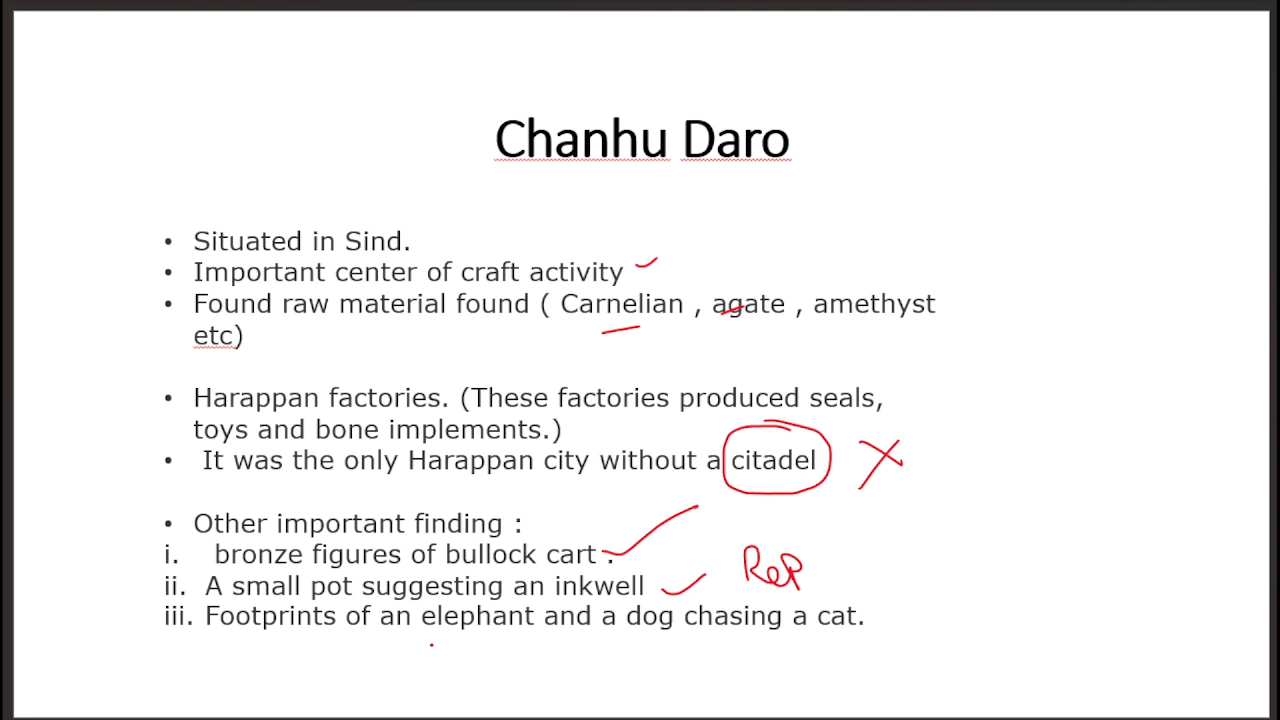 Chanhu Daro
• Situated in Sind.
• Important center of craft activity
• Found raw material found ( Carnelian , agate , amethyst
etc)
• Harappan factories. (These factories produced seals,
toys and bone implements.)
• It was the only Harappan city without a citadel
• Other important finding :
i. bronze figures of bullock cart .
ii. A small pot suggesting an inkwell
ReP
iii. Footprints of an elephant and a dog chasing a cat.